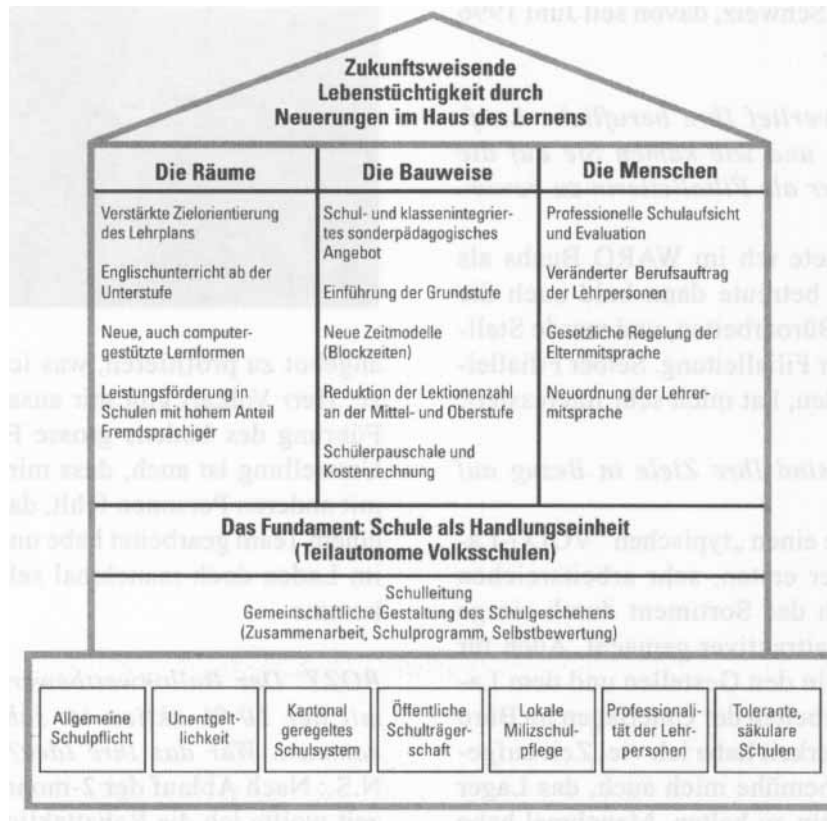 Zukunftsweisende
Lebenstüchtigkeit durch
Neuerungen im Haus des Lernens
Die Räume
Verstärkte Zielorientierung
des Lehrplans
Englischunterricht ab der
Unterstufe
Neue, auch computer-
gestützte Lernformen
Leistungsförderung in
Schulen mit hohem Anteil
Fremdsprachiger
Die Bauweise
Schul- und klassenintegrier-
tes sonderpädagogisches
Angebot
Einführung der Grundstufe
Neue Zeitmodelle
(Blockzeiten)
Reduktion der Lektionenzahl
an der Mittel- und Oberstufe
Schülerpauschale und
Kostenrechnung
Die Menschen
Professionelle Schulaufsicht
und Evaluation
Veränderter Berufsauftrag
der Lehrpersonen
Gesetzliche Regelung der
Elternmitsprache
Neuordnung der Lehrer-
mitsprache
Das Fundament: Schule als Handlungseinheit
(Teilautonome Volksschulen)
Schulleitung
Gemeinschaftliche Gestaltung des Schulgeschehens
(Zusammenarbeit, Schulprogramm, Selbstbewertung)
Allgemeine
Schulpflicht
Unentgelt-
lichkeit
Kantonal
geregeltes
Schulsystem
Öffentliche
Schulträger-
schaft
Lokale
Milizschul-
pflege
Professionali-
tät der Lehr-
personen
Tolerante,
säkulare
Schulen